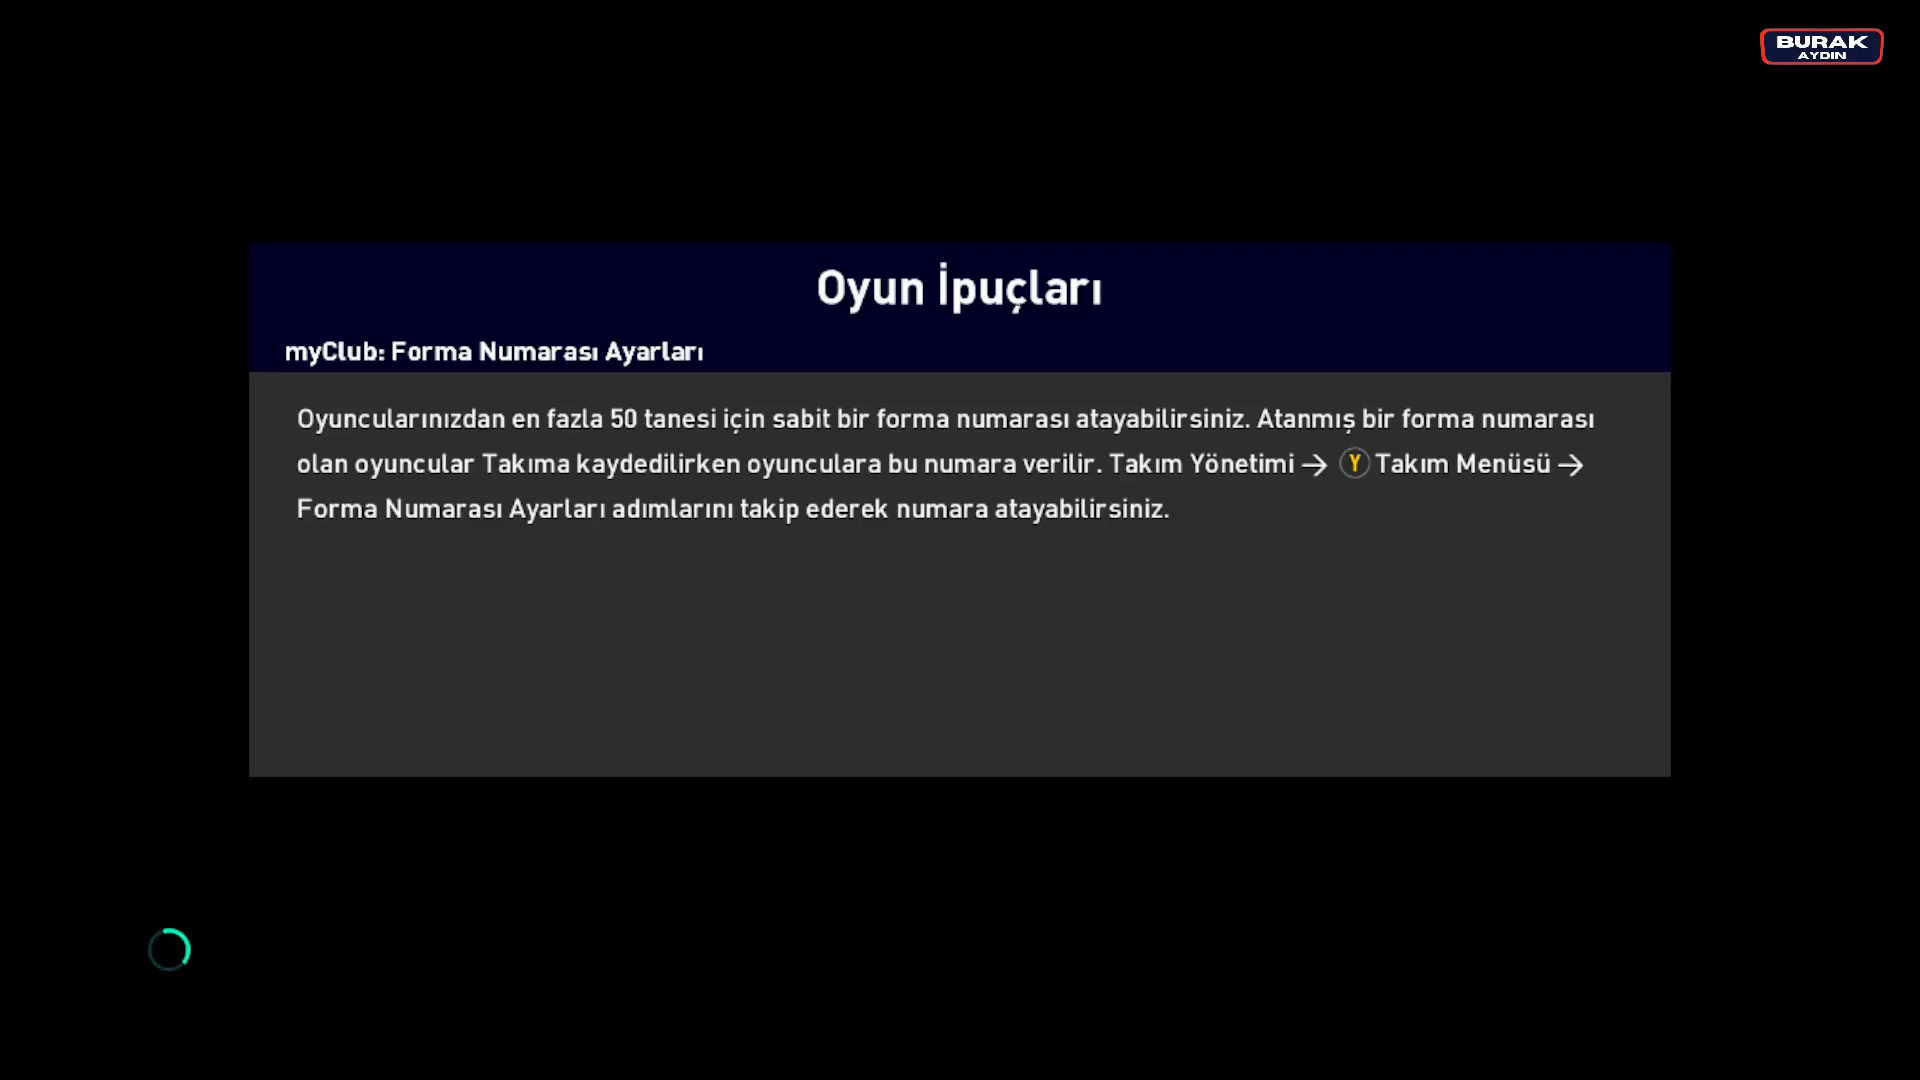 BURAK
AYDIN
Oyun İpuçları
myClub: Forma Numarası Ayarları
Oyuncularınızdan en fazla 50 tanesi için sabit bir forma numarası atayabilirsiniz. Atanmış bir forma numarası
olan oyuncular Takıma kaydedilirken oyunculara bu numara verilir. Takım Yönetimi → Y Takım Menüsü →
Forma Numarası Ayarları adımlarını takip ederek numara atayabilirsiniz.